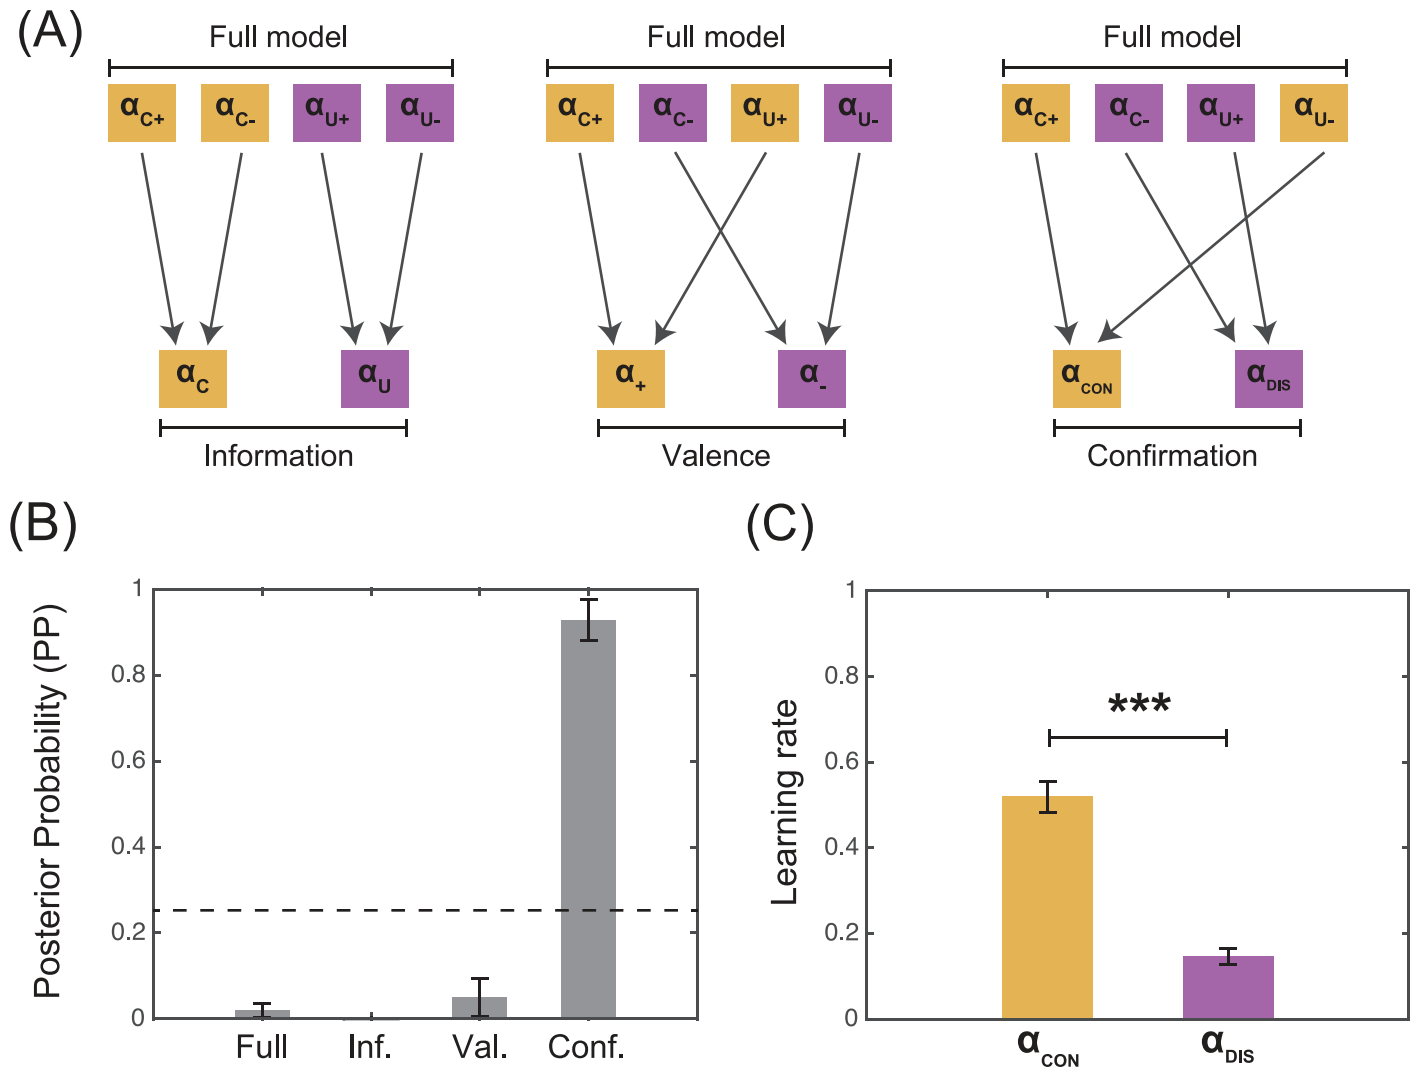 (A)
Full model Full model Full model
αC+ αC- αU+ αU- αC+ αC- αU+ αU- αC+ αC- αU+ αU-
αC αU α+ α- αCON αDIS
Information Valence Confirmation
(B)
Posterior Probability (PP)
1
0.8
0.6
0.4
0.2
0
Full Inf. Val. Conf.
(C)
Learning rate
1
0.8
0.6
0.4
0.2
0
***
αCON αDIS